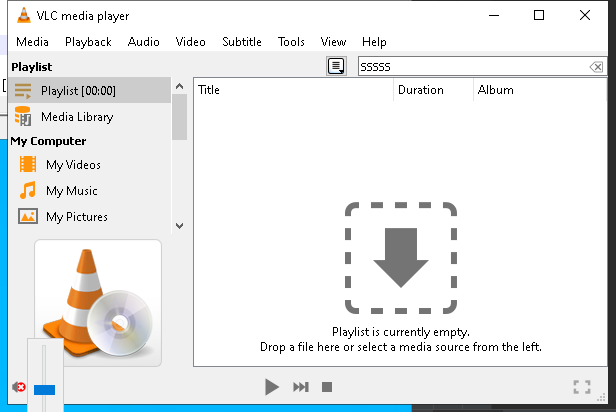 VLC media player
Media Playback Audio Video Subtitle Tools View Help
Playlist
sssss
Playlist [00:00]
Title Duration Album
Media Library
My Computer
My Videos
My Music
My Pictures
Playlist is currently empty.
Drop a file here or select a media source from the left.